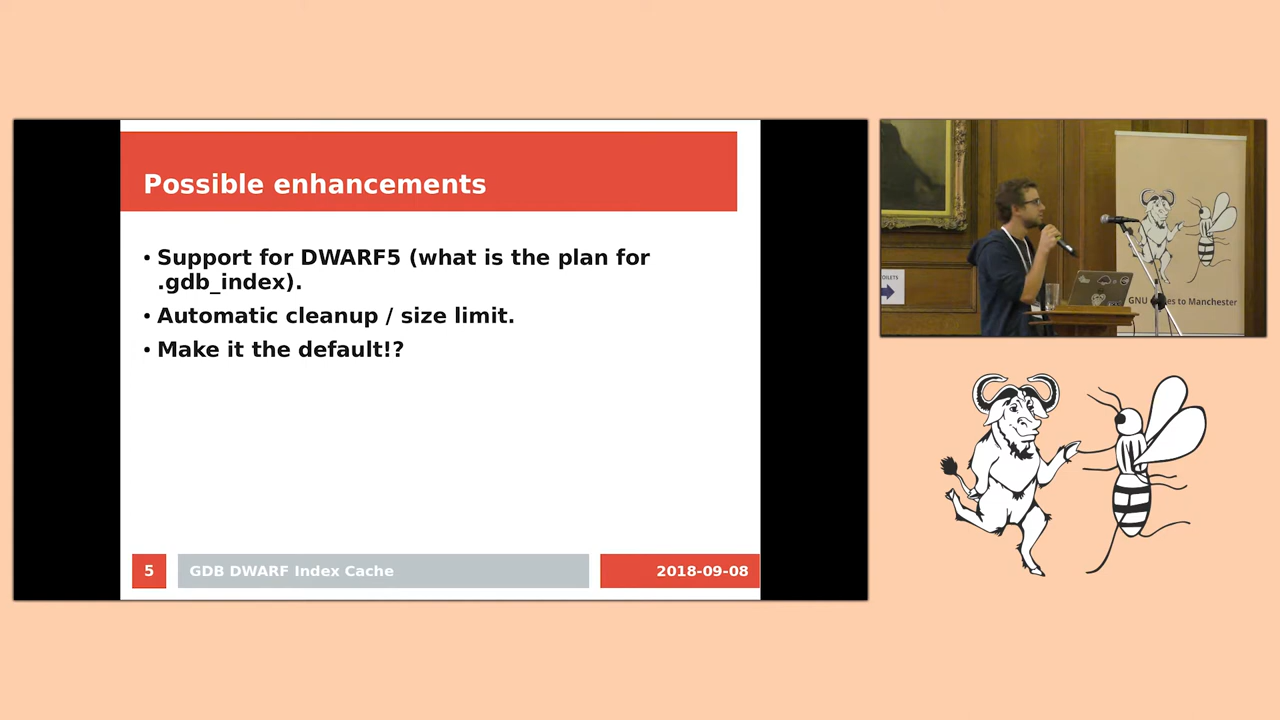 Possible enhancements
• Support for DWARF5 (what is the plan for
.gdb_index).
• Automatic cleanup / size limit.
• Make it the default!?
5
GDB DWARF Index Cache
2018-09-08
GNU to Manchester